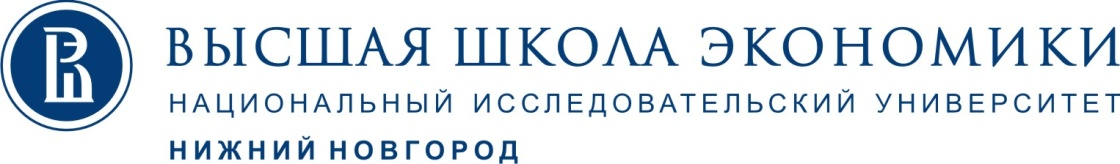 ВЫСШАЯ ШКОЛА ЭКОНОМИКИ
НАЦИОНАЛЬНЫЙ ИССЛЕДОВАТЕЛЬСКИЙ УНИВЕРСИТЕТ
НИЖНИЙ НОВГОРОД